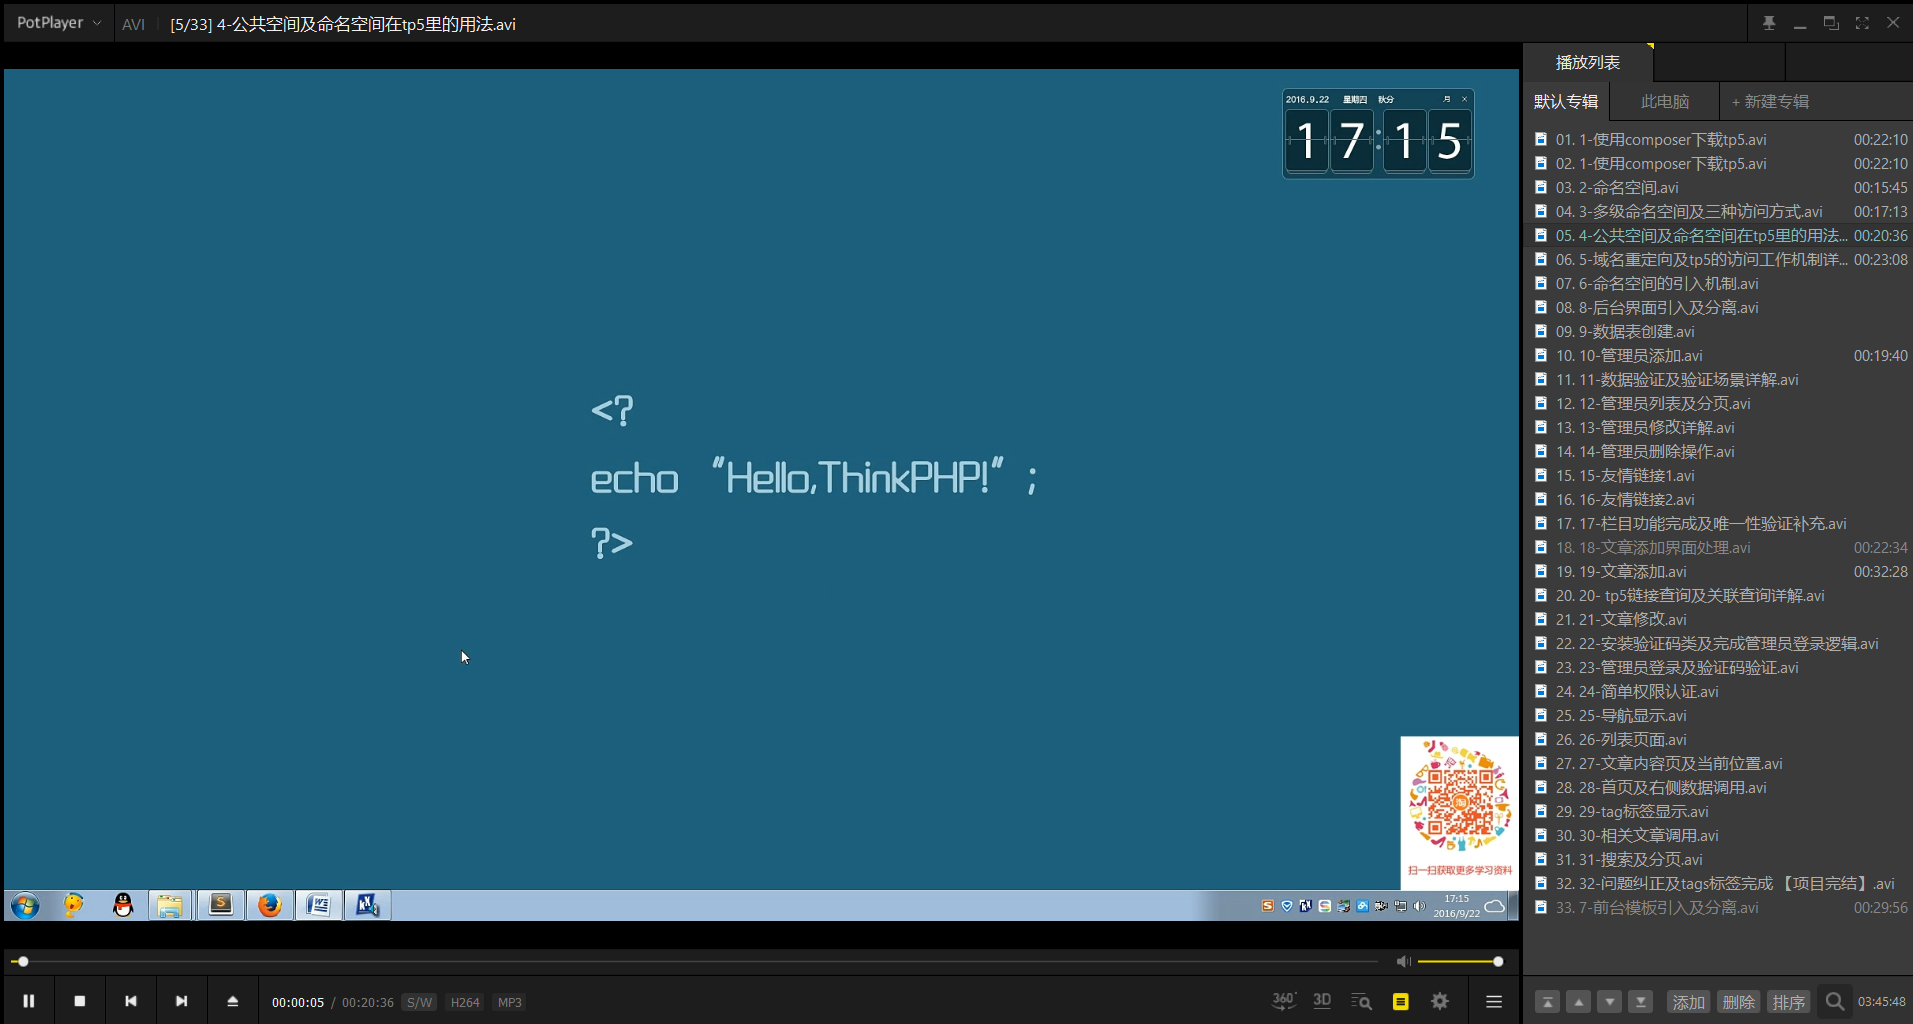 PotPlayer AVI [5/33] 4-公共空间及命名空间在tp5里的用法.avi
2016.9.22 星期四 秋分 月
17:15
<?
echo "Hello,ThinkPHP!" ;
?>
扫一扫获取更多学习资料
17:15
2016/9/22
00:00:05 / 00:20:36 S/W H264 MP3
360° 3D
播放列表
默认专辑 此电脑 + 新建专辑
01. 1-使用composer下载tp5.avi 00:22:10
02. 1-使用composer下载tp5.avi 00:22:10
03. 2-命名空间.avi 00:15:45
04. 3-多级命名空间及三种访问方式.avi 00:17:13
05. 4-公共空间及命名空间在tp5里的用法... 00:20:36
06. 5-域名重定向及tp5的访问工作机制详... 00:23:08
07. 6-命名空间的引入机制.avi
08. 8-后台界面引入及分离.avi
09. 9-数据表创建.avi
10. 10-管理员添加.avi 00:19:40
11. 11-数据验证及验证场景详解.avi
12. 12-管理员列表及分页.avi
13. 13-管理员修改详解.avi
14. 14-管理员删除操作.avi
15. 15-友情链接1.avi
16. 16-友情链接2.avi
17. 17-栏目功能完成及唯一性验证补充.avi
18. 18-文章添加界面处理.avi 00:22:34
19. 19-文章添加.avi 00:32:28
20. 20- tp5链接查询及关联查询详解.avi
21. 21-文章修改.avi
22. 22-安装验证码类及完成管理员登录逻辑.avi
23. 23-管理员登录及验证码验证.avi
24. 24-简单权限认证.avi
25. 25-导航显示.avi
26. 26-列表页面.avi
27. 27-文章内容页及当前位置.avi
28. 28-首页及右侧数据调用.avi
29. 29-tag标签显示.avi
30. 30-相关文章调用.avi
31. 31-搜索及分页.avi
32. 32-问题纠正及tags标签完成 【项目完结】.avi
33. 7-前台模板引入及分离.avi 00:29:56
添加 删除 排序 03:45:48